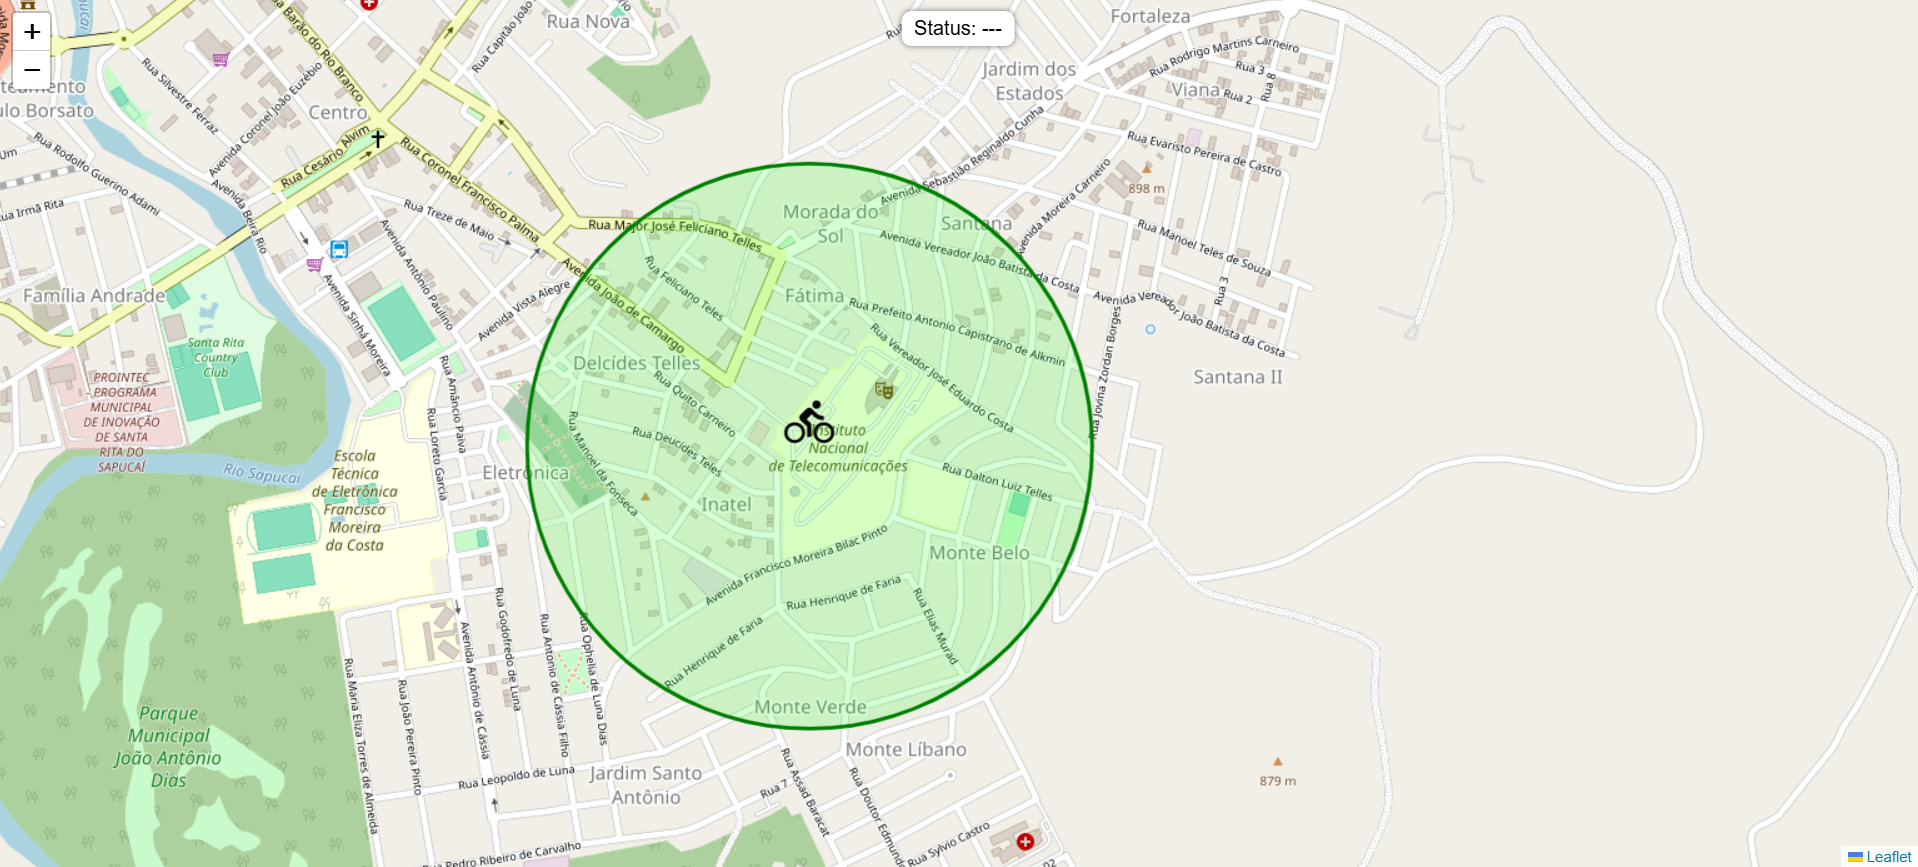 +
−
Status: ---
Rua Nova
Fortaleza
Rua Barão do Rio Branco
Rua Capitão João
Rua Silvestre Ferraz
Avenida Coronel João Euzébio
Centro
Jardim dos
Estados
Rua Rodrigo Martins Carneiro
Rua 3
Rua 8
Viana
Rua 2
teamento
ulo Borsato
Rua Cesário Alvim
Rua Coronel Francisco Palma
Avenida Sebastião Reginaldo Cunha
Rua Evaristo Pereira de Castro
Rua Rodolfo Guerino Adami
Um
Avenida Beira Rio
898 m
Avenida Moreira Carneiro
ua Irmã Rita
Rua Treze de Maio
Rua Major José Feliciano Telles
Morada do
Sol
Santana
Avenida Vereador João Batista da Costa
Rua Manoel Teles de Souza
Avenida Antônio Paulino
Avenida Sinhá Moreira
Avenida Vista Alegre
Avenida João de Camargo
Rua Feliciano Teles
Fátima
Rua Prefeito Antonio Capistrano de Alkmin
Avenida Vereador João Batista da Costa
Rua 3
Família Andrade
Santa Rita
Country
Club
Rua Vereador José Eduardo Costa
Rua Jovina Zordan Borges
Santana II
Delcídes Telles
Rua Quito Carneiro
PROINTEC
- PROGRAMA
MUNICIPAL
DE INOVAÇÃO
DE SANTA
RITA DO
SAPUCAÍ
Rua Amâncio Paiva
Rua Loreto Garcia
Rua Manoel da Fonseca
Rua Deucides Teles
Instituto
Nacional
de Telecomunicações
Rio Sapucaí
Escola
Técnica
de Eletrônica
Francisco
Moreira
da Costa
Eletrônica
Inatel
Rua Dalton Luiz Telles
Monte Belo
Avenida Francisco Moreira Bilac Pinto
Rua Henrique de Faria
Rua Elias Murad
Rua Henrique de Faria
Rua Godofredo de Luna
Rua Antonio de Cássia Filho
Rua Ophelia de Luna Dias
Avenida Antônio de Cássia
Rua Maria Eliza Torres de Almeida
Rua João Pereira Pinto
Parque
Municipal
João Antônio
Dias
Monte Verde
Monte Líbano
Rua Leopoldo de Luna
Jardim Santo
Antônio
Rua 7
Rua Assad Baracat
Rua Doutor Edmundo
879 m
Rua Sylvio Castro
Rua Pedro Ribeiro de Carvalho
02
Leaflet